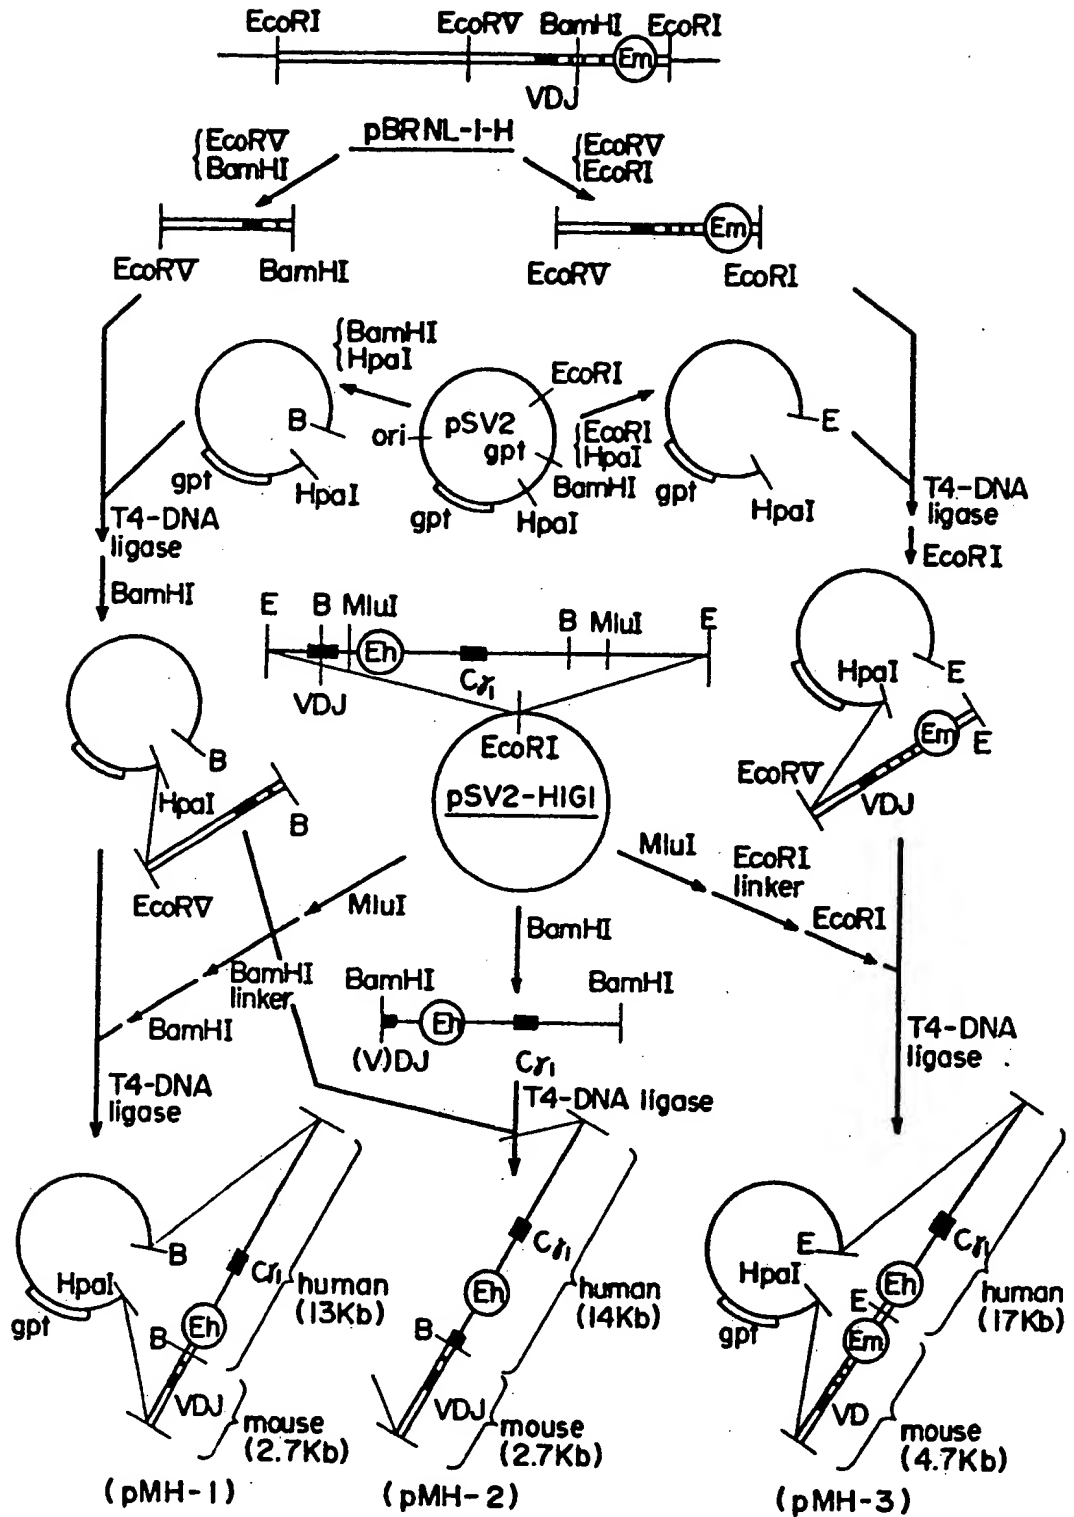 EcoRI EcoRV BamHI EcoRI
Em
VDJ
pBRNL-1-H
{EcoRV
{BamHI
{EcoRV
{EcoRI
EcoRV BamHI
Em
EcoRV EcoRI
{BamHI
{HpaI
B
gpt
HpaI
EcoRI
pSV2
gpt
ori
BamHI
gpt
HpaI
{EcoRI
{HpaI
E
gpt
HpaI
T4-DNA
ligase
BamHI
T4-DNA
ligase
EcoRI
E B MluI B MluI E
Eh
VDJ
Cγ1
EcoRI
pSV2-HIG1
B
HpaI
B
EcoRV
HpaI
E
Em
E
EcoRV
VDJ
MluI
BamHI
linker
BamHI
T4-DNA
ligase
BamHI
BamHI BamHI
Eh
(V)DJ
Cγ1
T4-DNA ligase
MluI
EcoRI
linker
EcoRI
T4-DNA
ligase
B
HpaI
gpt
Cγ1
Eh
B
VDJ
human
(13Kb)
mouse
(2.7Kb)
(pMH-1)
Cγ1
Eh
B
VDJ
human
(14Kb)
mouse
(2.7Kb)
(pMH-2)
E
HpaI
gpt
Cγ1
Eh
E
Em
VD
human
(17Kb)
mouse
(4.7Kb)
(pMH-3)